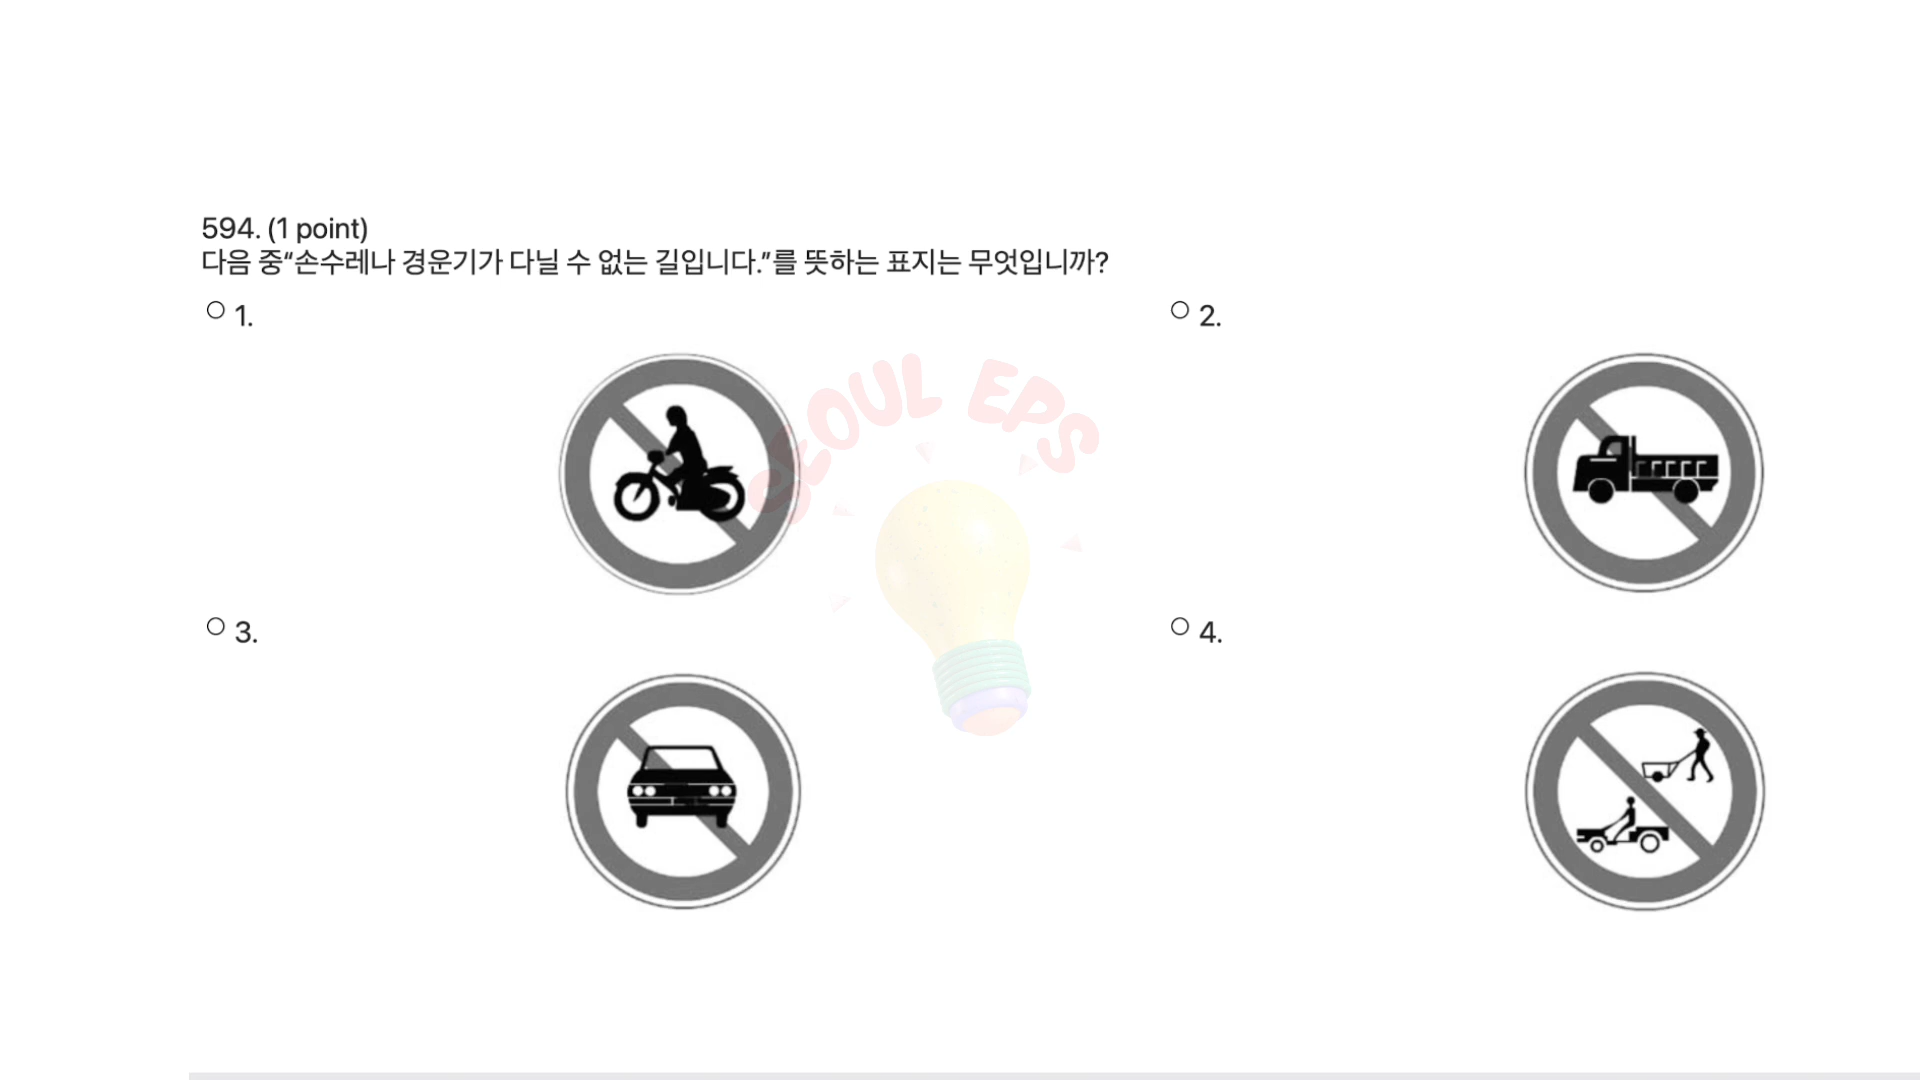 594. (1 point)
다음 중“손수레나 경운기가 다닐 수 없는 길입니다.”를 뜻하는 표지는 무엇입니까?
1.
2.
SEOUL EPS
3.
4.